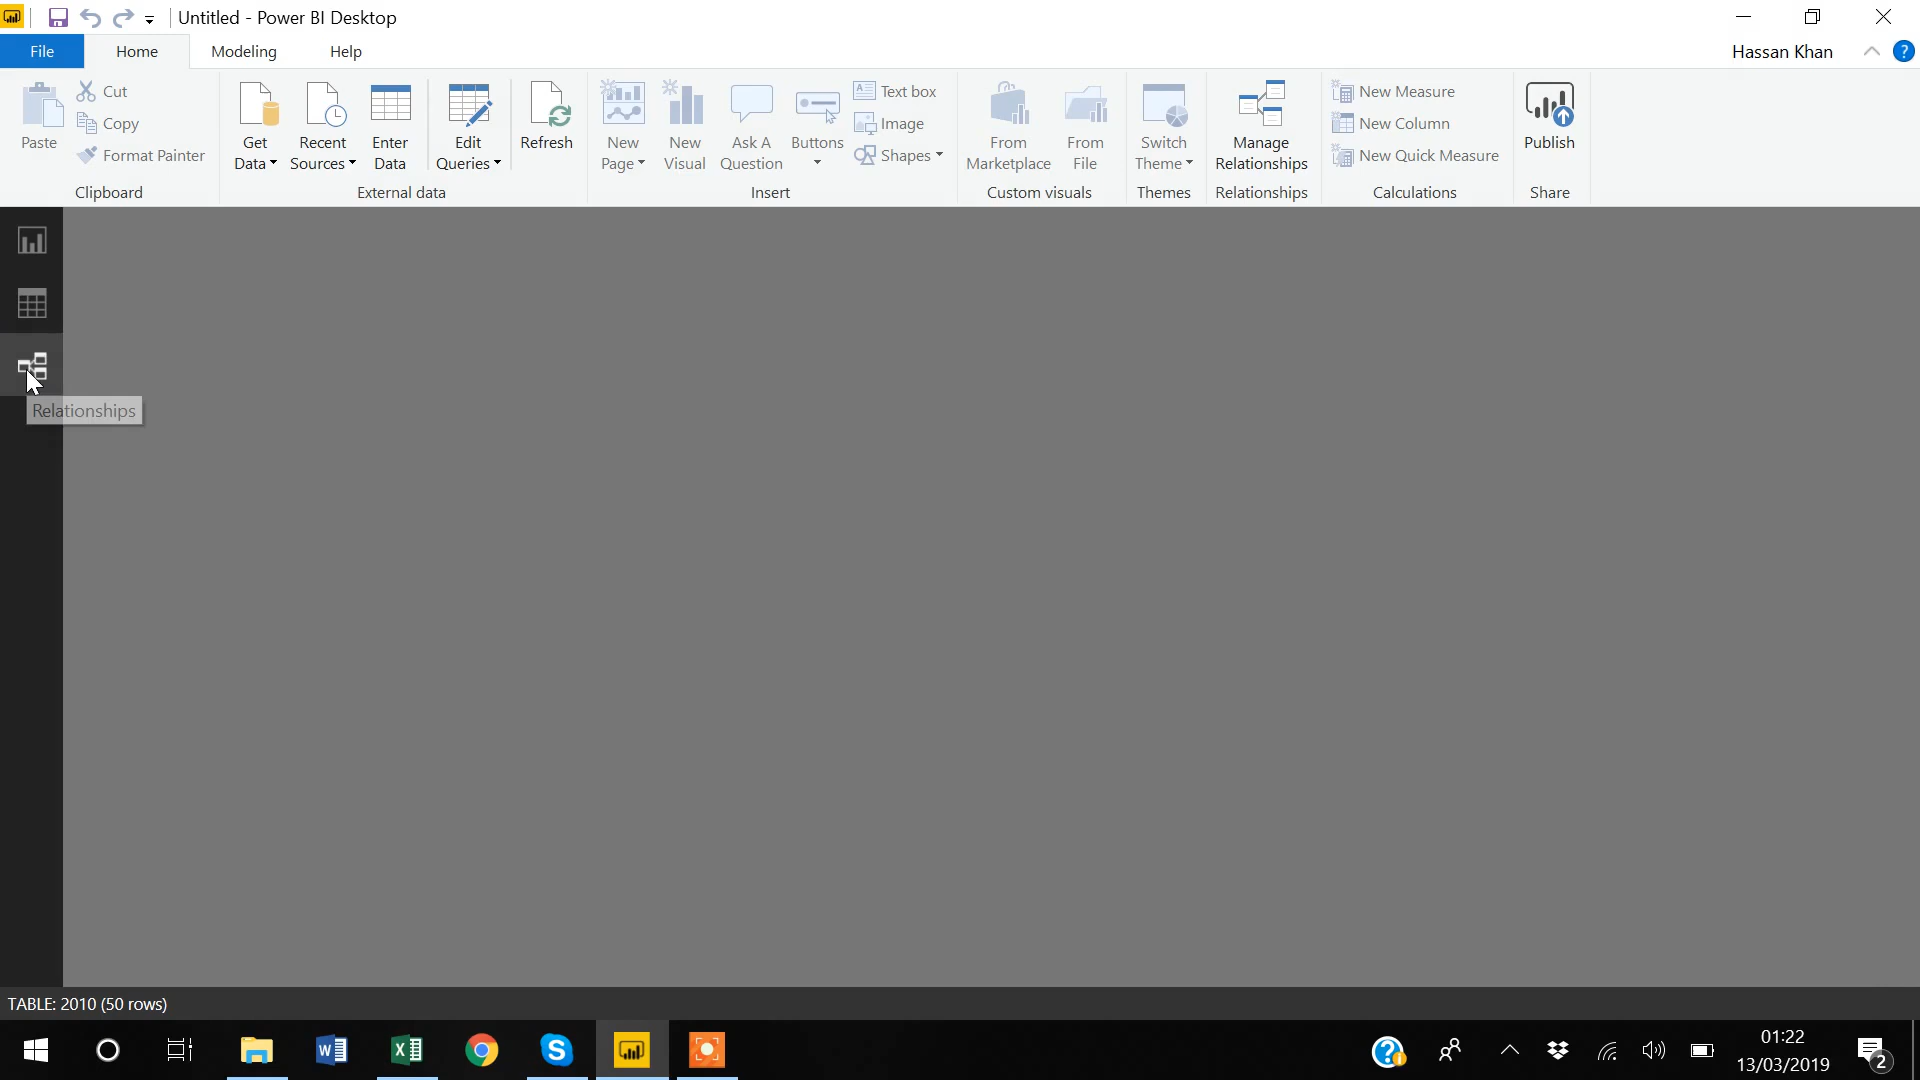 Untitled - Power BI Desktop
File Home Modeling Help Hassan Khan
Paste
Cut
Copy
Format Painter
Clipboard
Get Data
Recent Sources
Enter Data
Edit Queries
Refresh
External data
New Page
New Visual
Ask A Question
Buttons
Text box
Image
Shapes
Insert
From Marketplace
From File
Custom visuals
Switch Theme
Themes
Manage Relationships
Relationships
New Measure
New Column
New Quick Measure
Calculations
Publish
Share
Relationships
TABLE: 2010 (50 rows)
01:22
13/03/2019
2